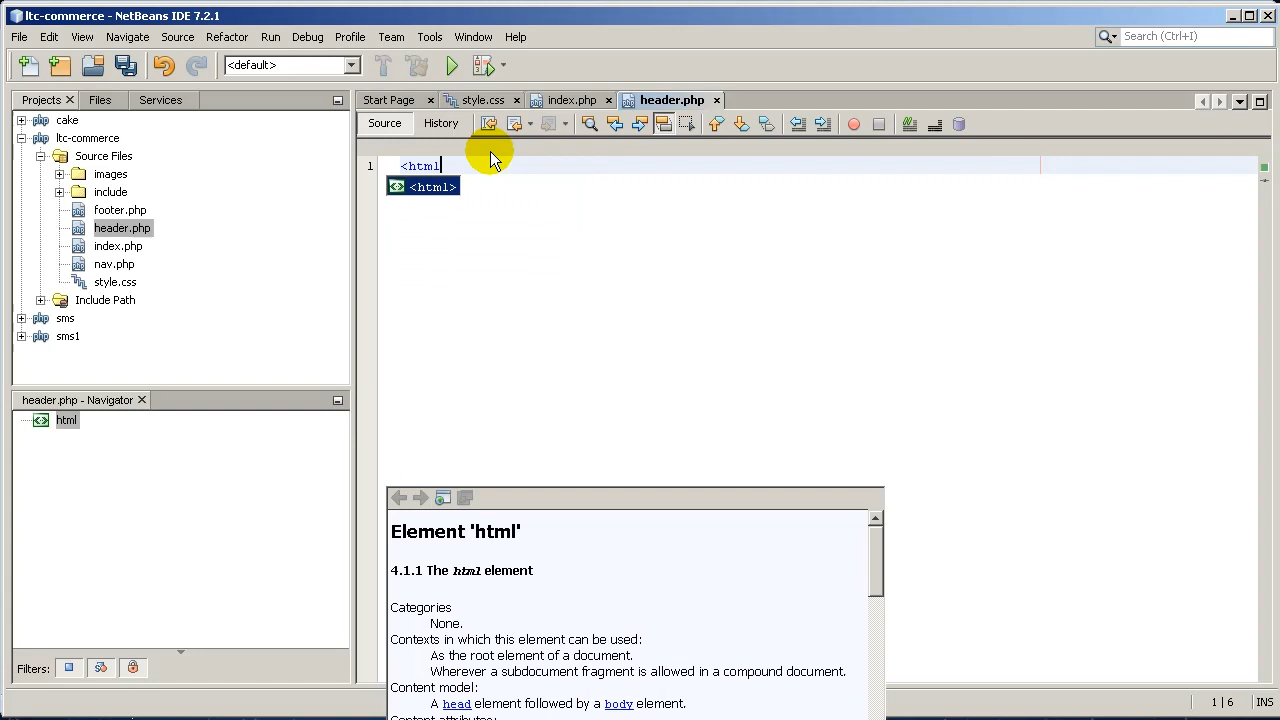 ltc-commerce - NetBeans IDE 7.2.1
File Edit View Navigate Source Refactor Run Debug Profile Team Tools Window Help
Search (Ctrl+I)
<default>
Projects Files Services
Start Page style.css index.php header.php
Source History
cake
ltc-commerce
Source Files
images
include
footer.php
header.php
index.php
nav.php
style.css
Include Path
sms
sms1
1 <html
<html>
header.php - Navigator
html
Filters:
Element 'html'
4.1.1 The html element
Categories
None.
Contexts in which this element can be used:
As the root element of a document.
Wherever a subdocument fragment is allowed in a compound document.
Content model:
A head element followed by a body element.
Content attributes:
1 | 6 INS